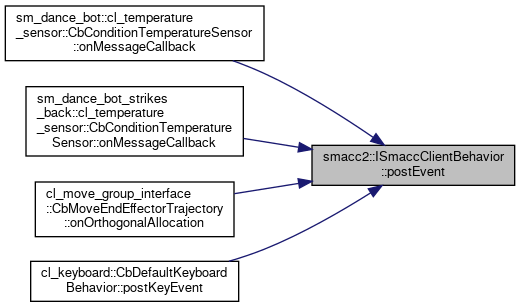 sm_dance_bot::cl_temperature
_sensor::CbConditionTemperatureSensor
::onMessageCallback
sm_dance_bot_strikes
_back::cl_temperature
_sensor::CbConditionTemperature
Sensor::onMessageCallback
cl_move_group_interface
::CbMoveEndEffectorTrajectory
::onOrthogonalAllocation
cl_keyboard::CbDefaultKeyboard
Behavior::postKeyEvent
smacc2::ISmaccClientBehavior
::postEvent